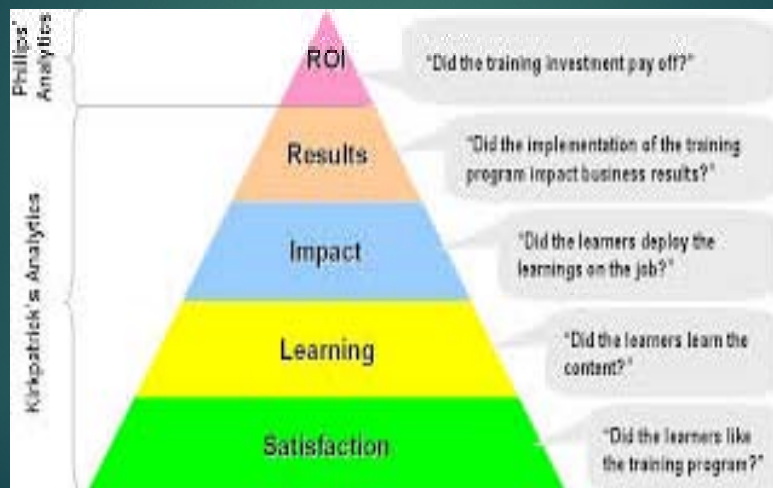 Phillips'
Analytics
ROI
"Did the training investment pay off?"
Kirkpatrick's Analytics
Results
"Did the implementation of the training
program impact business results?"
Impact
"Did the learners deploy the
learnings on the job?"
Learning
"Did the learners learn the
content?"
Satisfaction
"Did the learners like
the training program?"